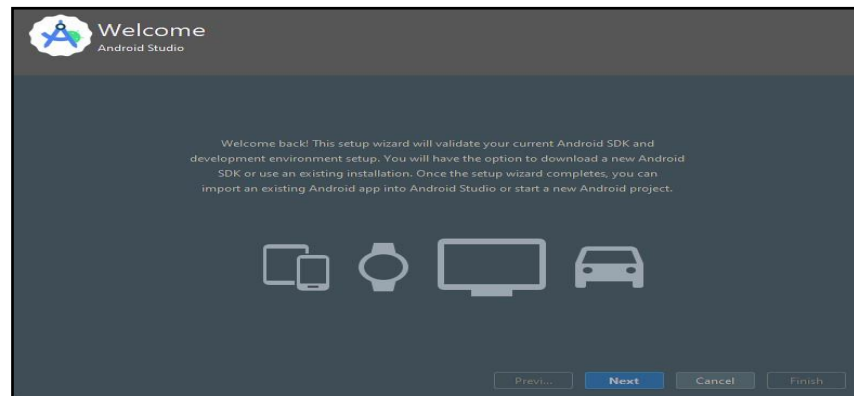 Welcome
Android Studio
Welcome back! This setup wizard will validate your current Android SDK and
development environment setup. You will have the option to download a new Android
SDK or use an existing installation. Once the setup wizard completes, you can
import an existing Android app into Android Studio or start a new Android project.
Previ... Next Cancel Finish